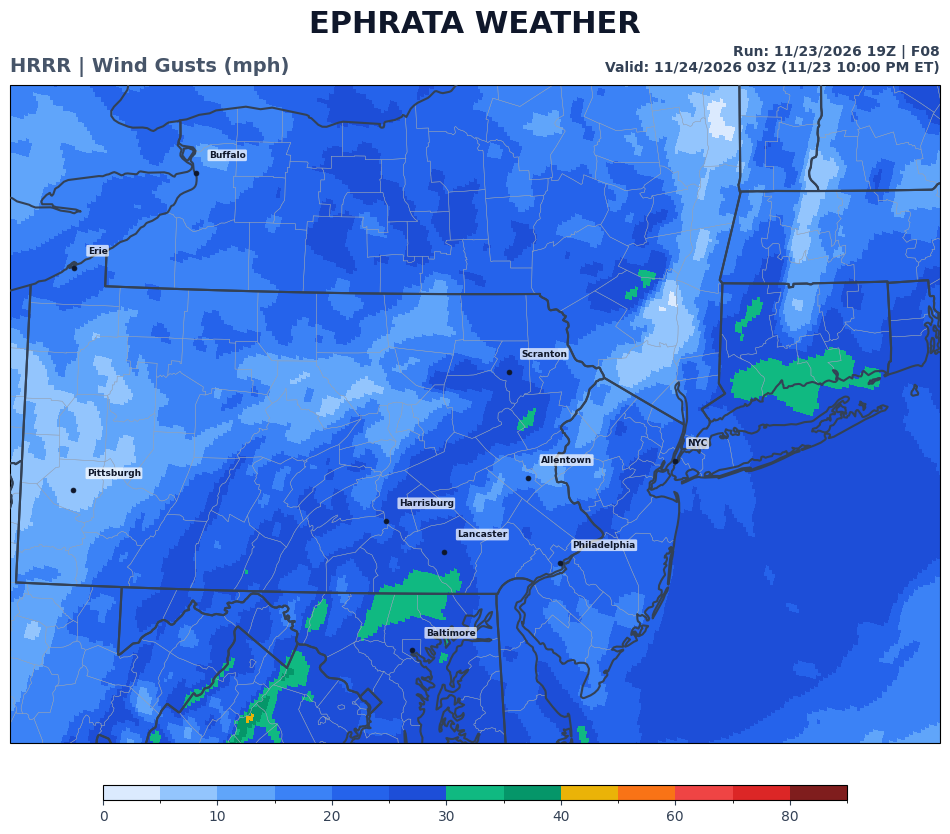 EPHRATA WEATHER
HRRR | Wind Gusts (mph)
Run: 11/23/2026 19Z | F08
Valid: 11/24/2026 03Z (11/23 10:00 PM ET)
Buffalo
Erie
Scranton
NYC
Allentown
Pittsburgh
Harrisburg
Lancaster
Philadelphia
Baltimore
0 10 20 30 40 60 80